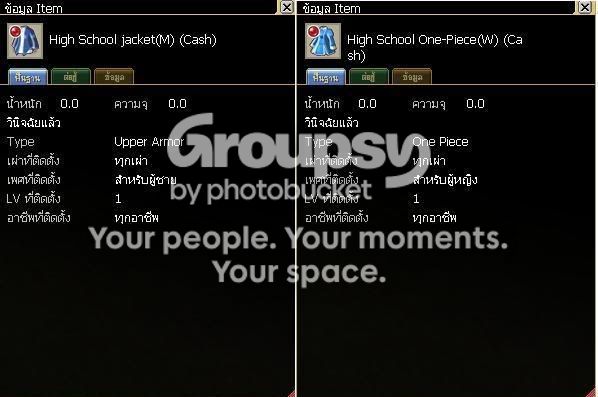 ข้อมูล Item
High School jacket(M) (Cash)
พื้นฐาน ต่อสู้ ข้อมูล
น้ำหนัก 0.0 ความจุ 0.0
วินิจฉัยแล้ว
Type Upper Armor
เผ่าที่ติดตั้ง ทุกเผ่า
เพศที่ติดตั้ง สำหรับผู้ชาย
LV ที่ติดตั้ง 1
อาชีพที่ติดตั้ง ทุกอาชีพ
ข้อมูล Item
High School One-Piece(W) (Ca
sh)
พื้นฐาน ต่อสู้ ข้อมูล
น้ำหนัก 0.0 ความจุ 0.0
วินิจฉัยแล้ว
Type One Piece
เผ่าที่ติดตั้ง ทุกเผ่า
เพศที่ติดตั้ง สำหรับผู้หญิง
LV ที่ติดตั้ง 1
อาชีพที่ติดตั้ง ทุกอาชีพ
Groupsy
by photobucket
Your people. Your moments.
Your space.